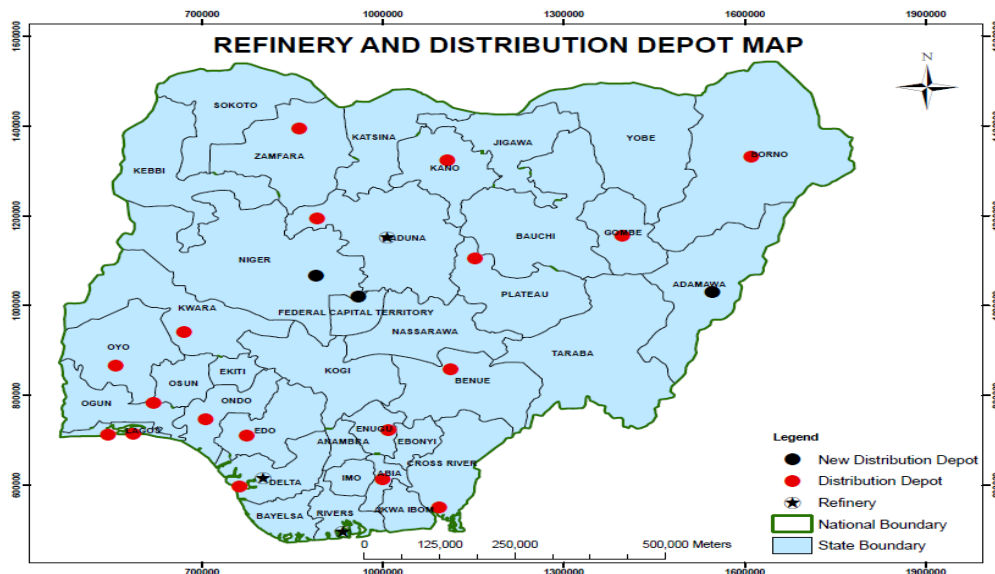 700000 1000000 1300000 1600000 1900000
REFINERY AND DISTRIBUTION DEPOT MAP
N
1600000
1400000
1200000
1000000
800000
600000
SOKOTO
KATSINA
JIGAWA
YOBE
BORNO
ZAMFARA
KANO
KEBBI
ADUNA
BAUCHI
GOMBE
NIGER
PLATEAU
ADAMAWA
KWARA
FEDERAL CAPITAL TERRITORY
NASSARAWA
OYO
TARABA
EKITI
KOGI
OSUN
BENUE
OGUN
ONDO
LAGOS
EDO
ENUGU
ANAMBRA
EBONYI
CROSS RIVER
DELTA
IMO
ABIA
BAYELSA
RIVERS
AKWA IBOM
Legend
New Distribution Depot
Distribution Depot
Refinery
National Boundary
State Boundary
0 125,000 250,000 500,000 Meters
700000 1000000 1300000 1600000 1900000